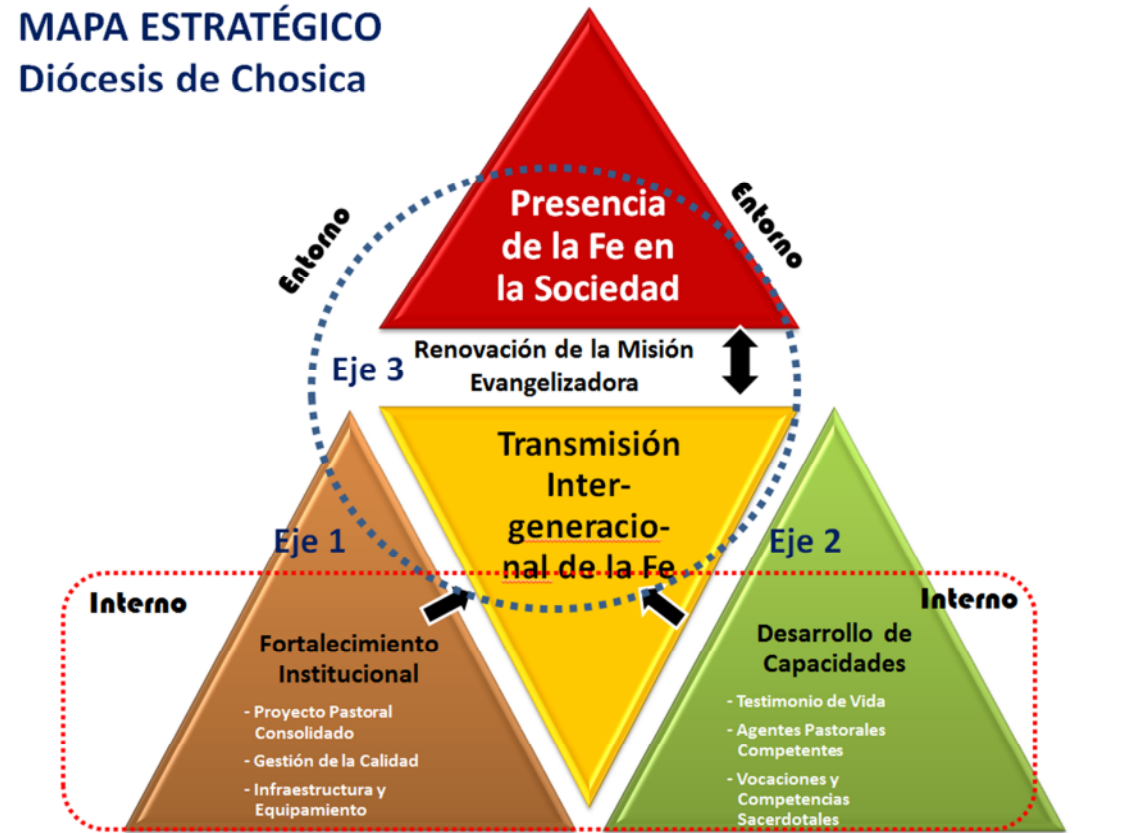 MAPA ESTRATÉGICO
Diócesis de Chosica
Presencia
de la Fe en
la Sociedad
Entorno
Entorno
Eje 3
Renovación de la Misión
Evangelizadora
Transmisión
Inter-
generacio-
nal de la Fe
Eje 1
Eje 2
Interno
Interno
Fortalecimiento
Institucional
- Proyecto Pastoral
Consolidado
- Gestión de la Calidad
- Infraestructura y
Equipamiento
Desarrollo de
Capacidades
- Testimonio de Vida
- Agentes Pastorales
Competentes
- Vocaciones y
Competencias
Sacerdotales